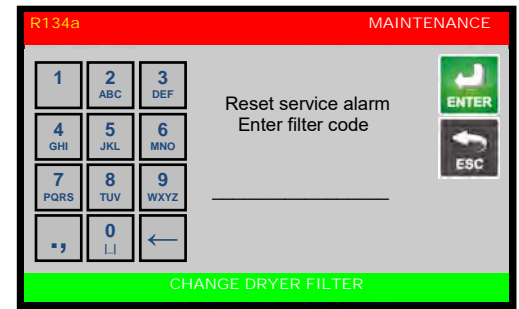 R134a MAINTENANCE
1 2 3
ABC DEF
4 5 6
GHI JKL MNO
7 8 9
PQRS TUV WXYZ
., 0 ←
Reset service alarm
Enter filter code
ENTER
ESC
CHANGE DRYER FILTER